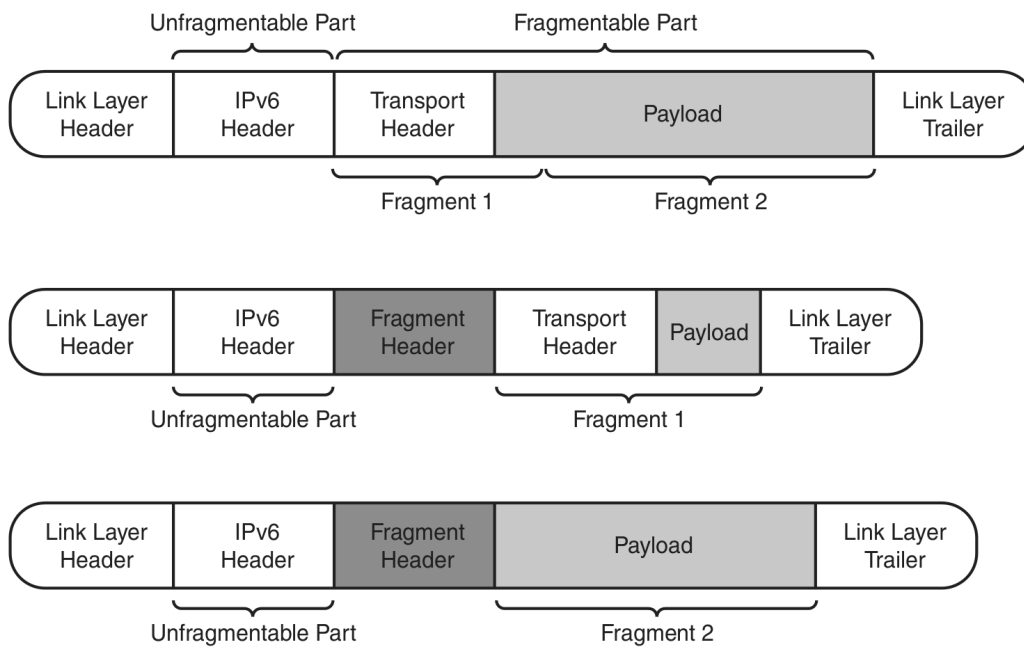 Unfragmentable Part
Fragmentable Part
Link Layer
Header
IPv6
Header
Transport
Header
Payload
Link Layer
Trailer
Fragment 1
Fragment 2
Link Layer
Header
IPv6
Header
Fragment
Header
Transport
Header
Payload
Link Layer
Trailer
Unfragmentable Part
Fragment 1
Link Layer
Header
IPv6
Header
Fragment
Header
Payload
Link Layer
Trailer
Unfragmentable Part
Fragment 2